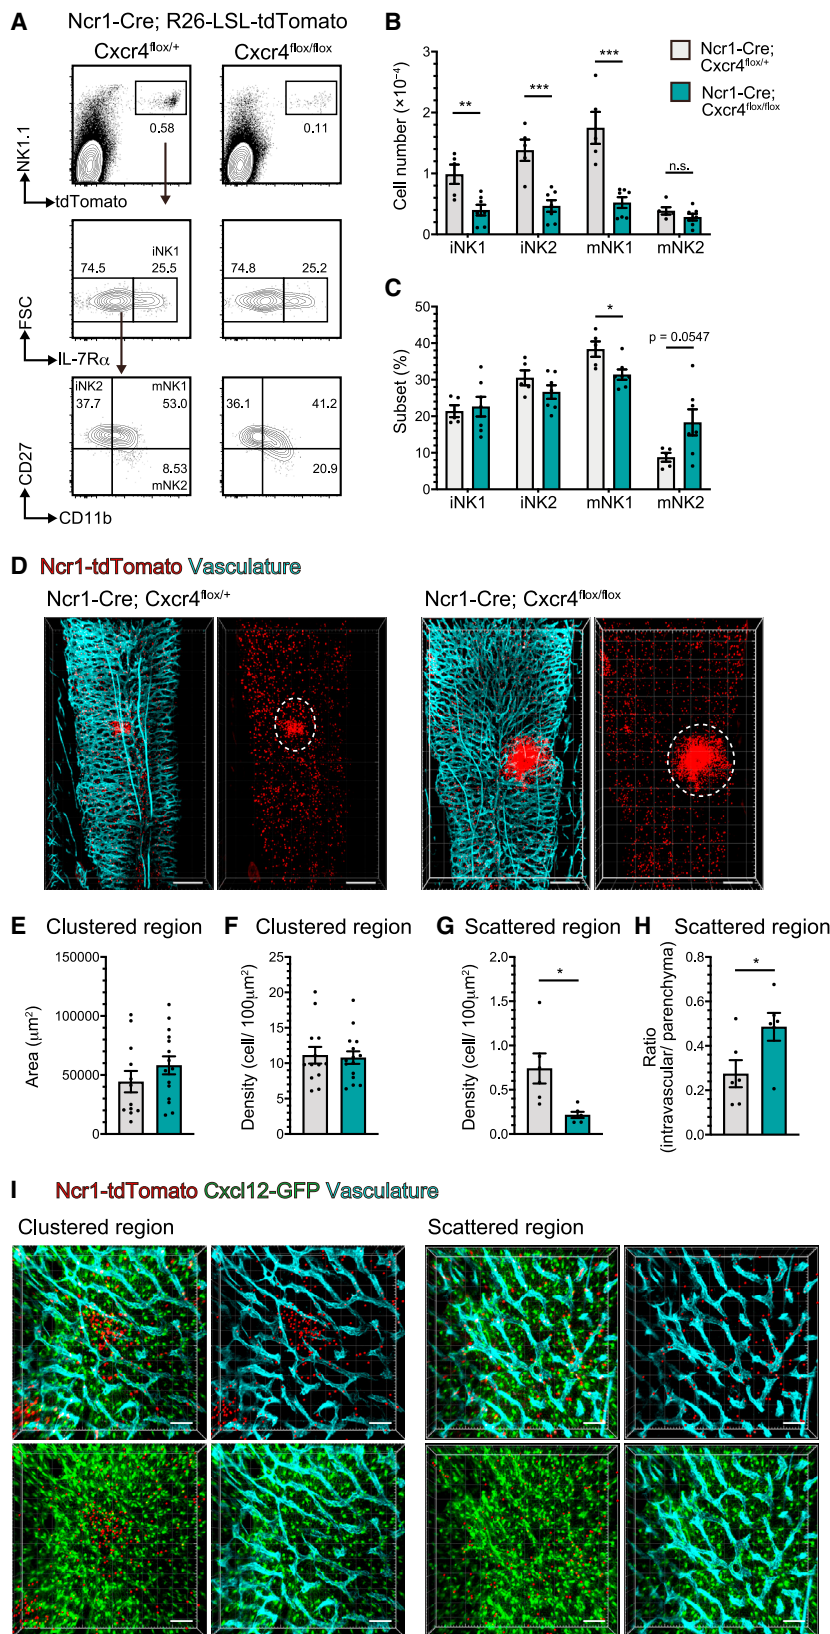 A
Ncr1-Cre; R26-LSL-tdTomato
Cxcr4flox/+
Cxcr4flox/flox
NK1.1
0.58
0.11
tdTomato
iNK1
74.5
25.5
74.8
25.2
FSC
IL-7Rα
iNK2
mNK1
37.7
53.0
36.1
41.2
8.53
mNK2
20.9
CD27
CD11b
B
Cell number (×10⁻⁴)
3
2
1
0
**
***
***
n.s.
iNK1
iNK2
mNK1
mNK2
Ncr1-Cre;
Cxcr4flox/+
Ncr1-Cre;
Cxcr4flox/flox
C
Subset (%)
50
40
30
20
10
0
*
p = 0.0547
iNK1
iNK2
mNK1
mNK2
D
Ncr1-tdTomato Vasculature
Ncr1-Cre; Cxcr4flox/+
Ncr1-Cre; Cxcr4flox/flox
E
Clustered region
Area (μm²)
150000
100000
50000
0
F
Clustered region
Density (cell/ 100μm²)
25
20
15
10
5
0
G
Scattered region
Density (cell/ 100μm²)
2.0
1.5
1.0
0.5
0.0
*
H
Scattered region
Ratio
(intravascular/ parenchyma)
0.8
0.6
0.4
0.2
0.0
*
I
Ncr1-tdTomato Cxcl12-GFP Vasculature
Clustered region
Scattered region